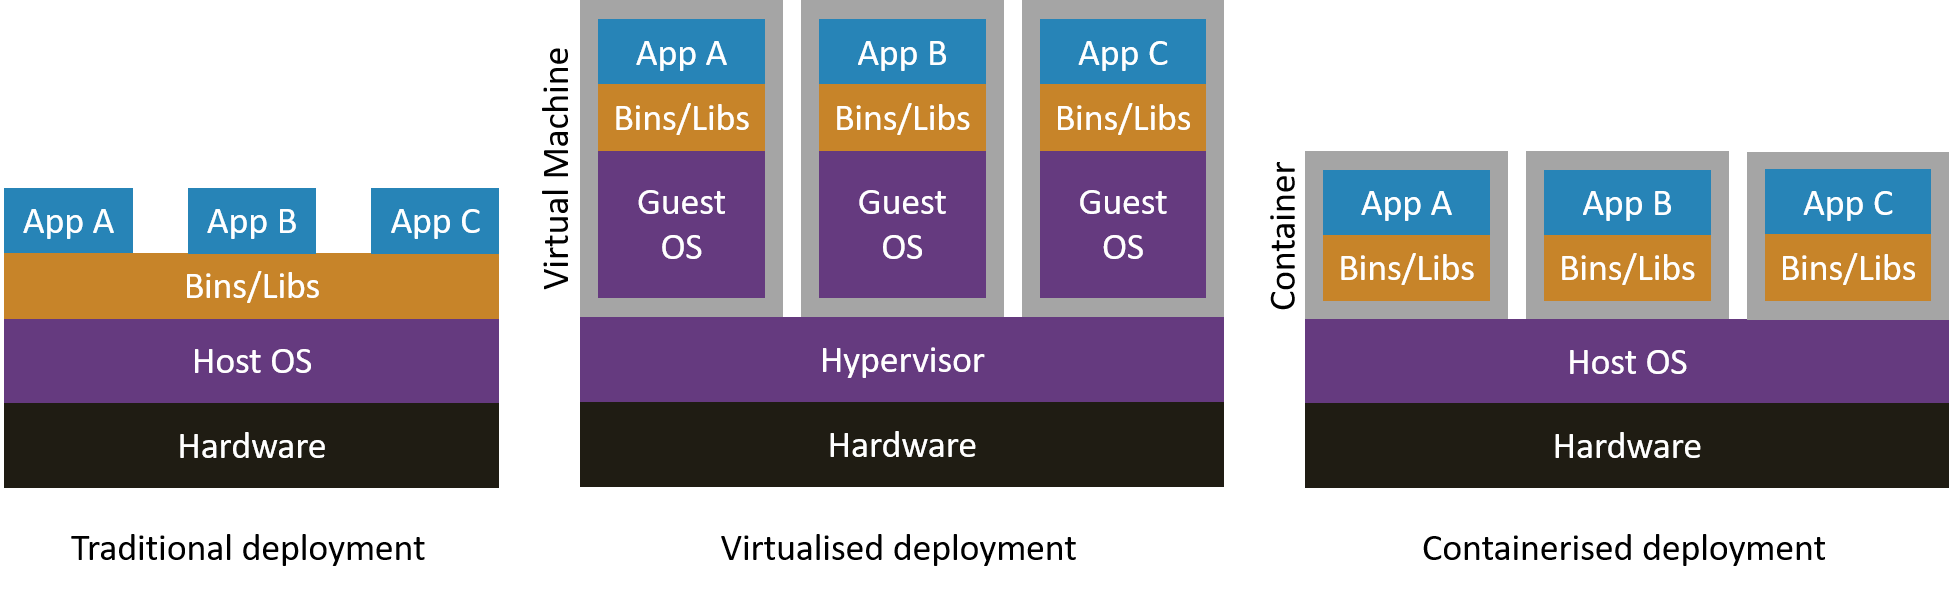 App A
App B
App C
Bins/Libs
Host OS
Hardware
Traditional deployment
Virtual Machine
App A
Bins/Libs
Guest
OS
App B
Bins/Libs
Guest
OS
App C
Bins/Libs
Guest
OS
Hypervisor
Hardware
Virtualised deployment
Container
App A
Bins/Libs
App B
Bins/Libs
App C
Bins/Libs
Host OS
Hardware
Containerised deployment